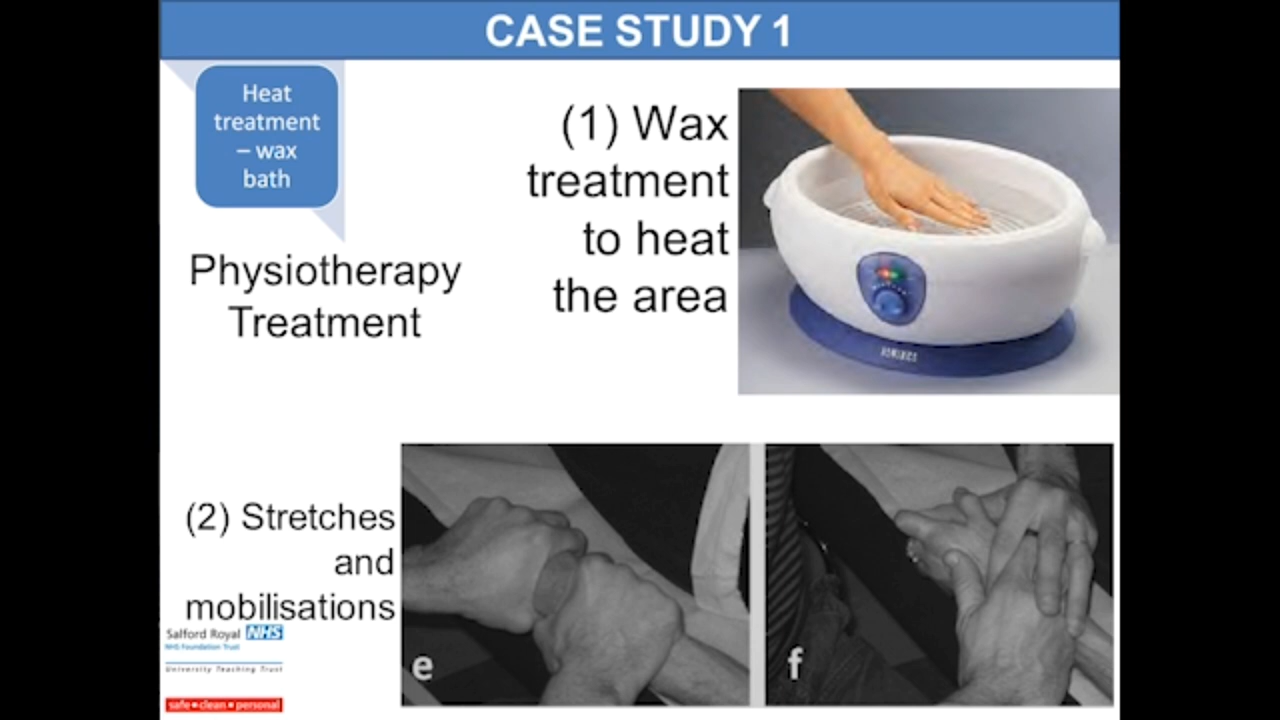 CASE STUDY 1
Heat
treatment
– wax
bath
Physiotherapy
Treatment
(1) Wax
treatment
to heat
the area
(2) Stretches
and
mobilisations
e
f
Salford Royal NHS
NHS Foundation Trust
University Teaching Trust
safe • clean • personal